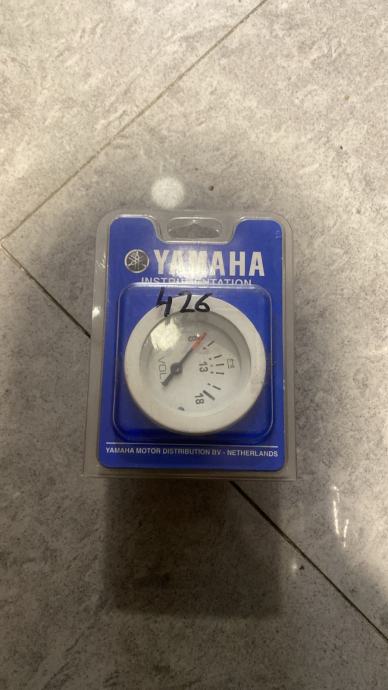 YAMAHA
INSTRUMENTATION
426
8
13
18
VOLT
YAMAHA MOTOR DISTRIBUTION BV - NETHERLANDS